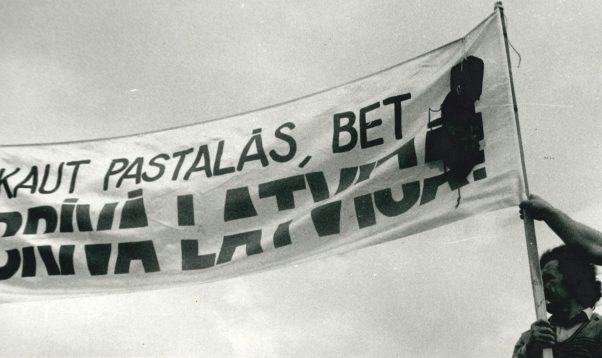 KAUT PASTALĀS, BET
BRĪVĀ LATVIJĀ!